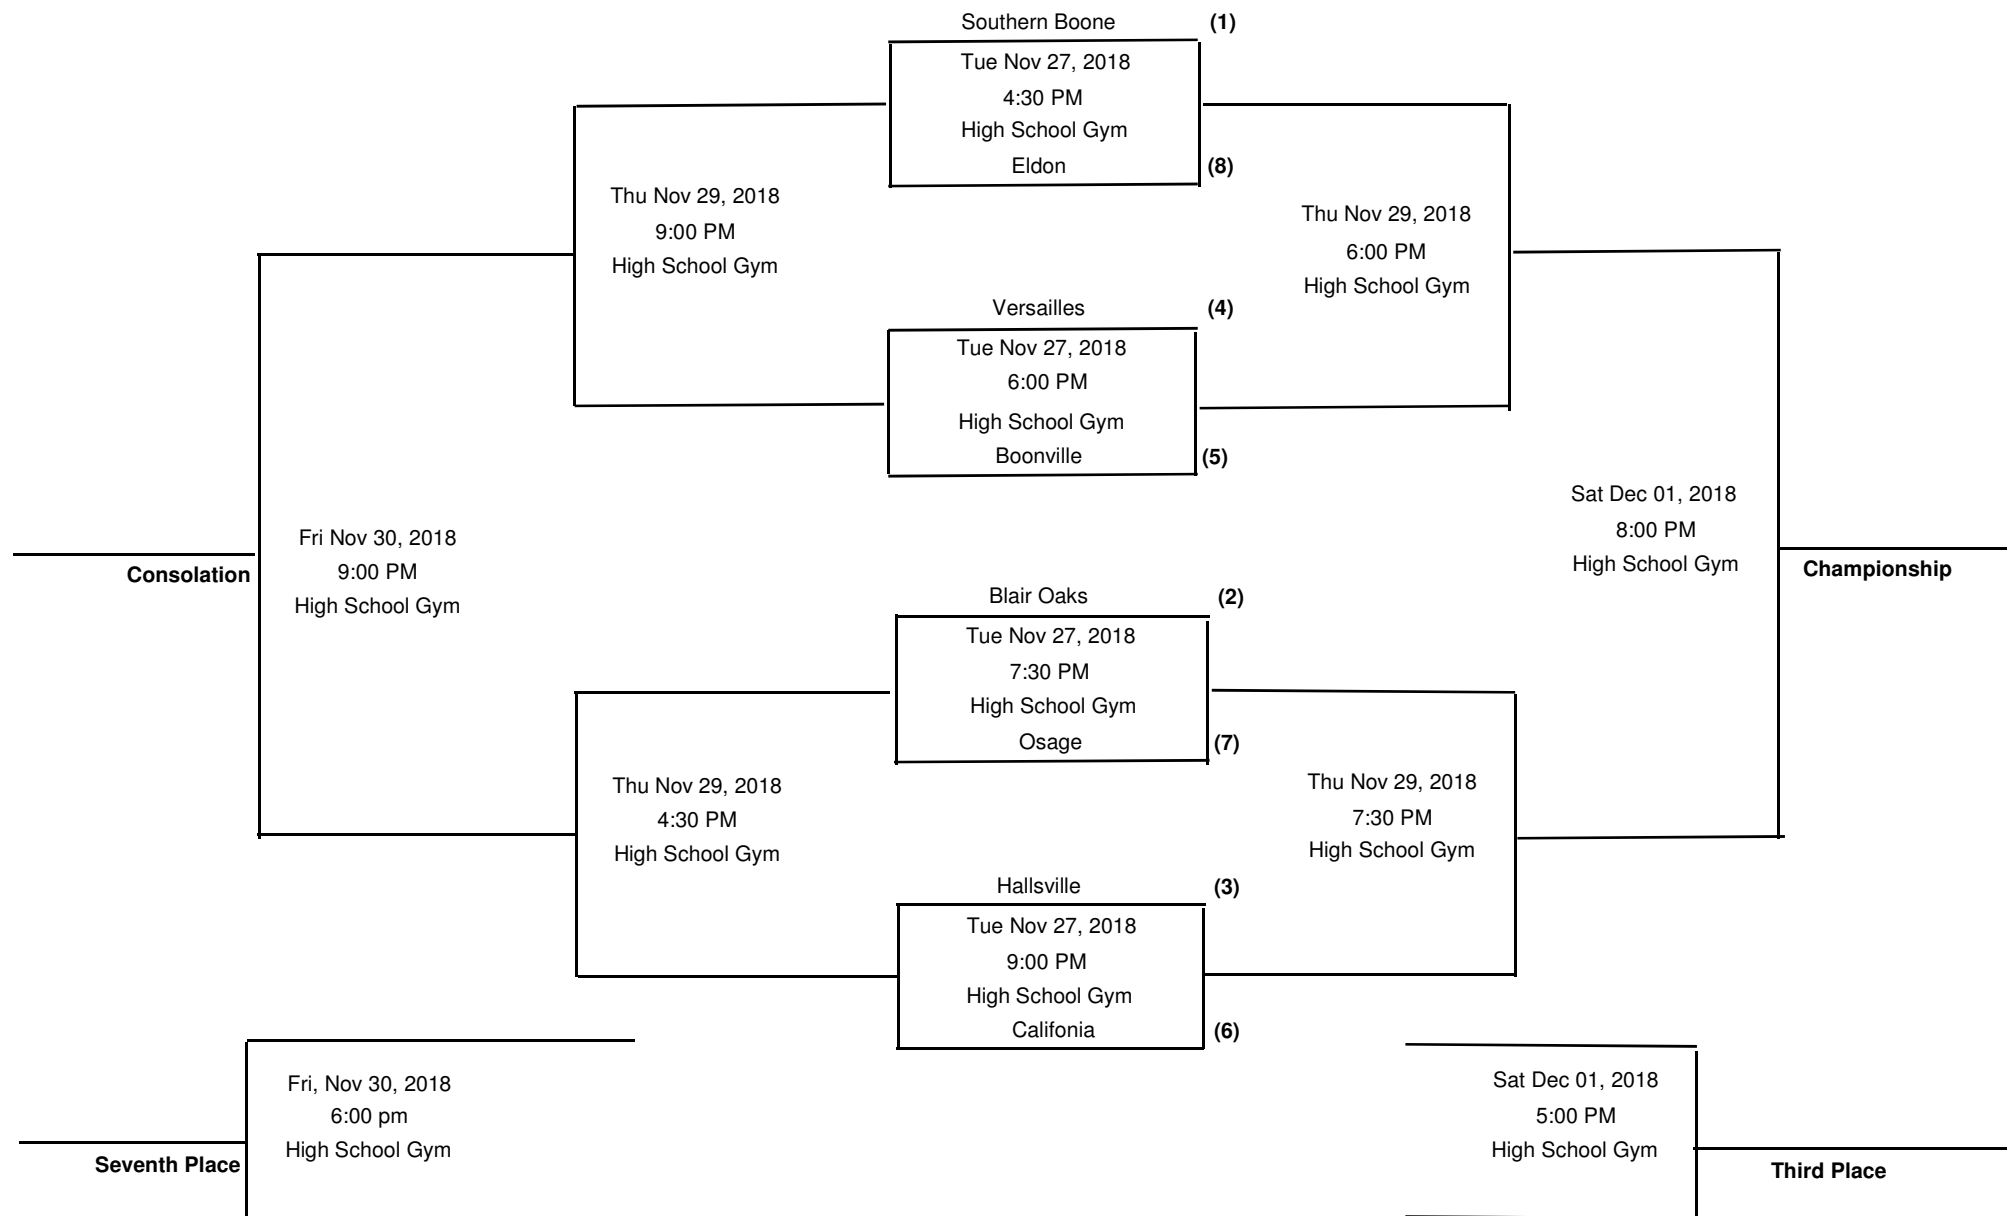 Southern Boone (1)
Tue Nov 27, 2018
4:30 PM
High School Gym
Eldon (8)
Thu Nov 29, 2018
9:00 PM
High School Gym
Thu Nov 29, 2018
6:00 PM
High School Gym
Versailles (4)
Tue Nov 27, 2018
6:00 PM
High School Gym
Boonville (5)
Fri Nov 30, 2018
9:00 PM
High School Gym
Consolation
Sat Dec 01, 2018
8:00 PM
High School Gym
Championship
Blair Oaks (2)
Tue Nov 27, 2018
7:30 PM
High School Gym
Osage (7)
Thu Nov 29, 2018
4:30 PM
High School Gym
Thu Nov 29, 2018
7:30 PM
High School Gym
Hallsville (3)
Tue Nov 27, 2018
9:00 PM
High School Gym
Califonia (6)
Fri, Nov 30, 2018
6:00 pm
High School Gym
Seventh Place
Sat Dec 01, 2018
5:00 PM
High School Gym
Third Place